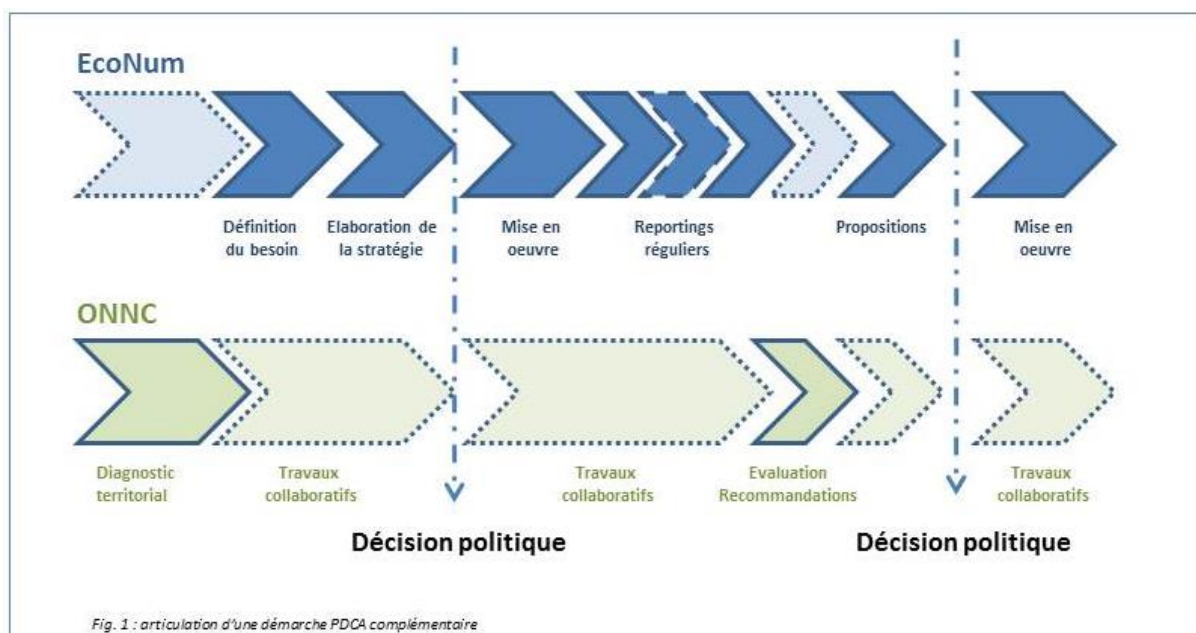 EcoNum
Définition
du besoin
Elaboration de
la stratégie
Mise en
oeuvre
Reportings
réguliers
Propositions
Mise en
oeuvre
ONNC
Diagnostic
territorial
Travaux
collaboratifs
Travaux
collaboratifs
Evaluation
Recommandations
Travaux
collaboratifs
Décision politique
Décision politique
Fig. 1 : articulation d'une démarche PDCA complémentaire